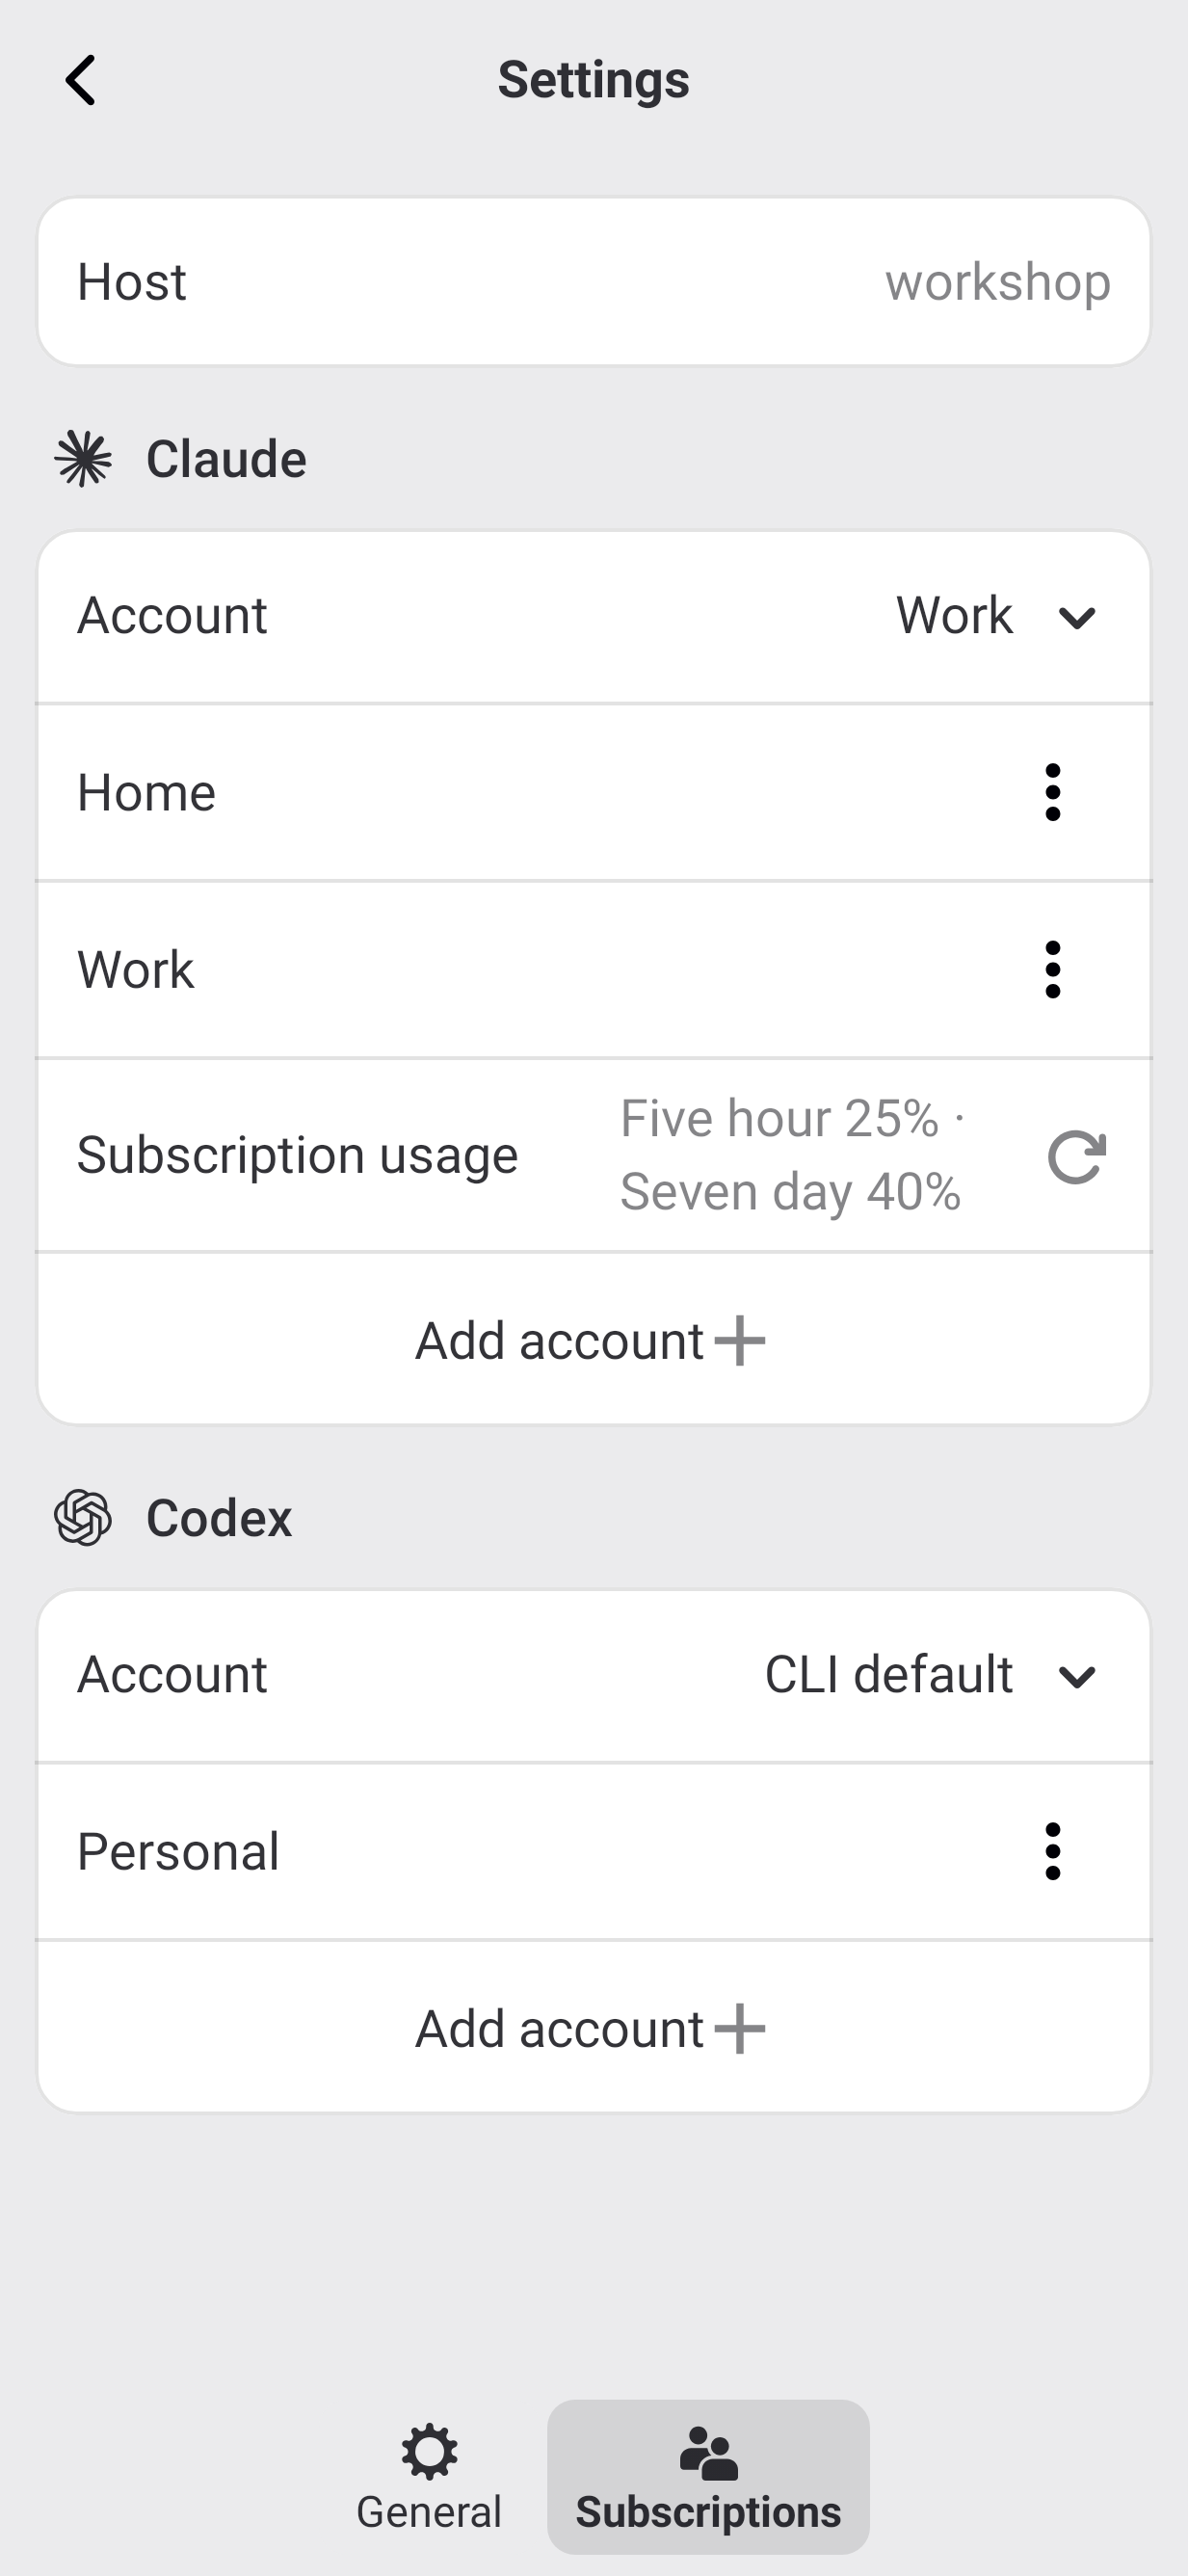 Settings
Host
workshop
Claude
Account
Work
Home
Work
Subscription usage
Five hour 25% ·
Seven day 40%
Add account
Codex
Account
CLI default
Personal
Add account
General
Subscriptions